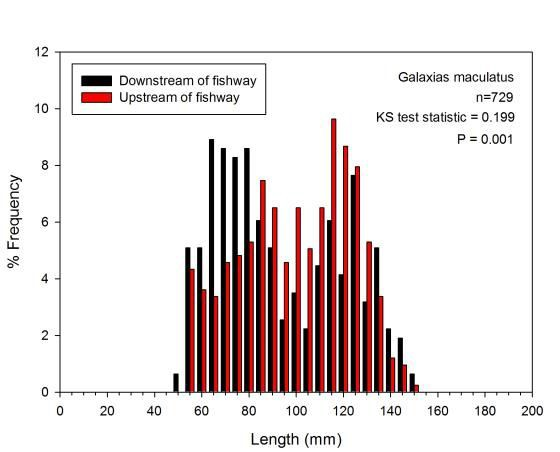 12
10
8
6
4
2
0
% Frequency
Downstream of fishway
Upstream of fishway
Galaxias maculatus
n=729
KS test statistic = 0.199
P = 0.001
0 20 40 60 80 100 120 140 160 180 200
Length (mm)